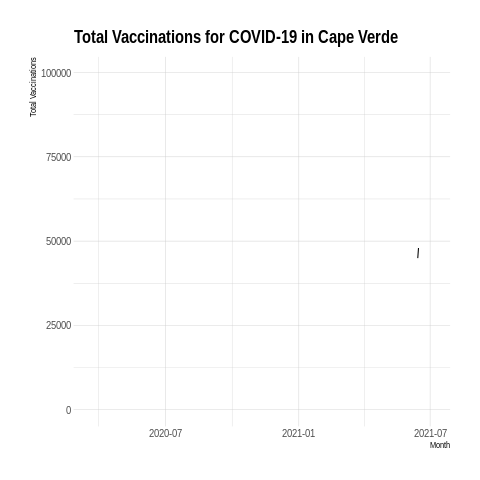 Total Vaccinations for COVID-19 in Cape Verde
Total Vaccinations
100000
75000
50000
25000
0
2020-07
2021-01
2021-07
Month